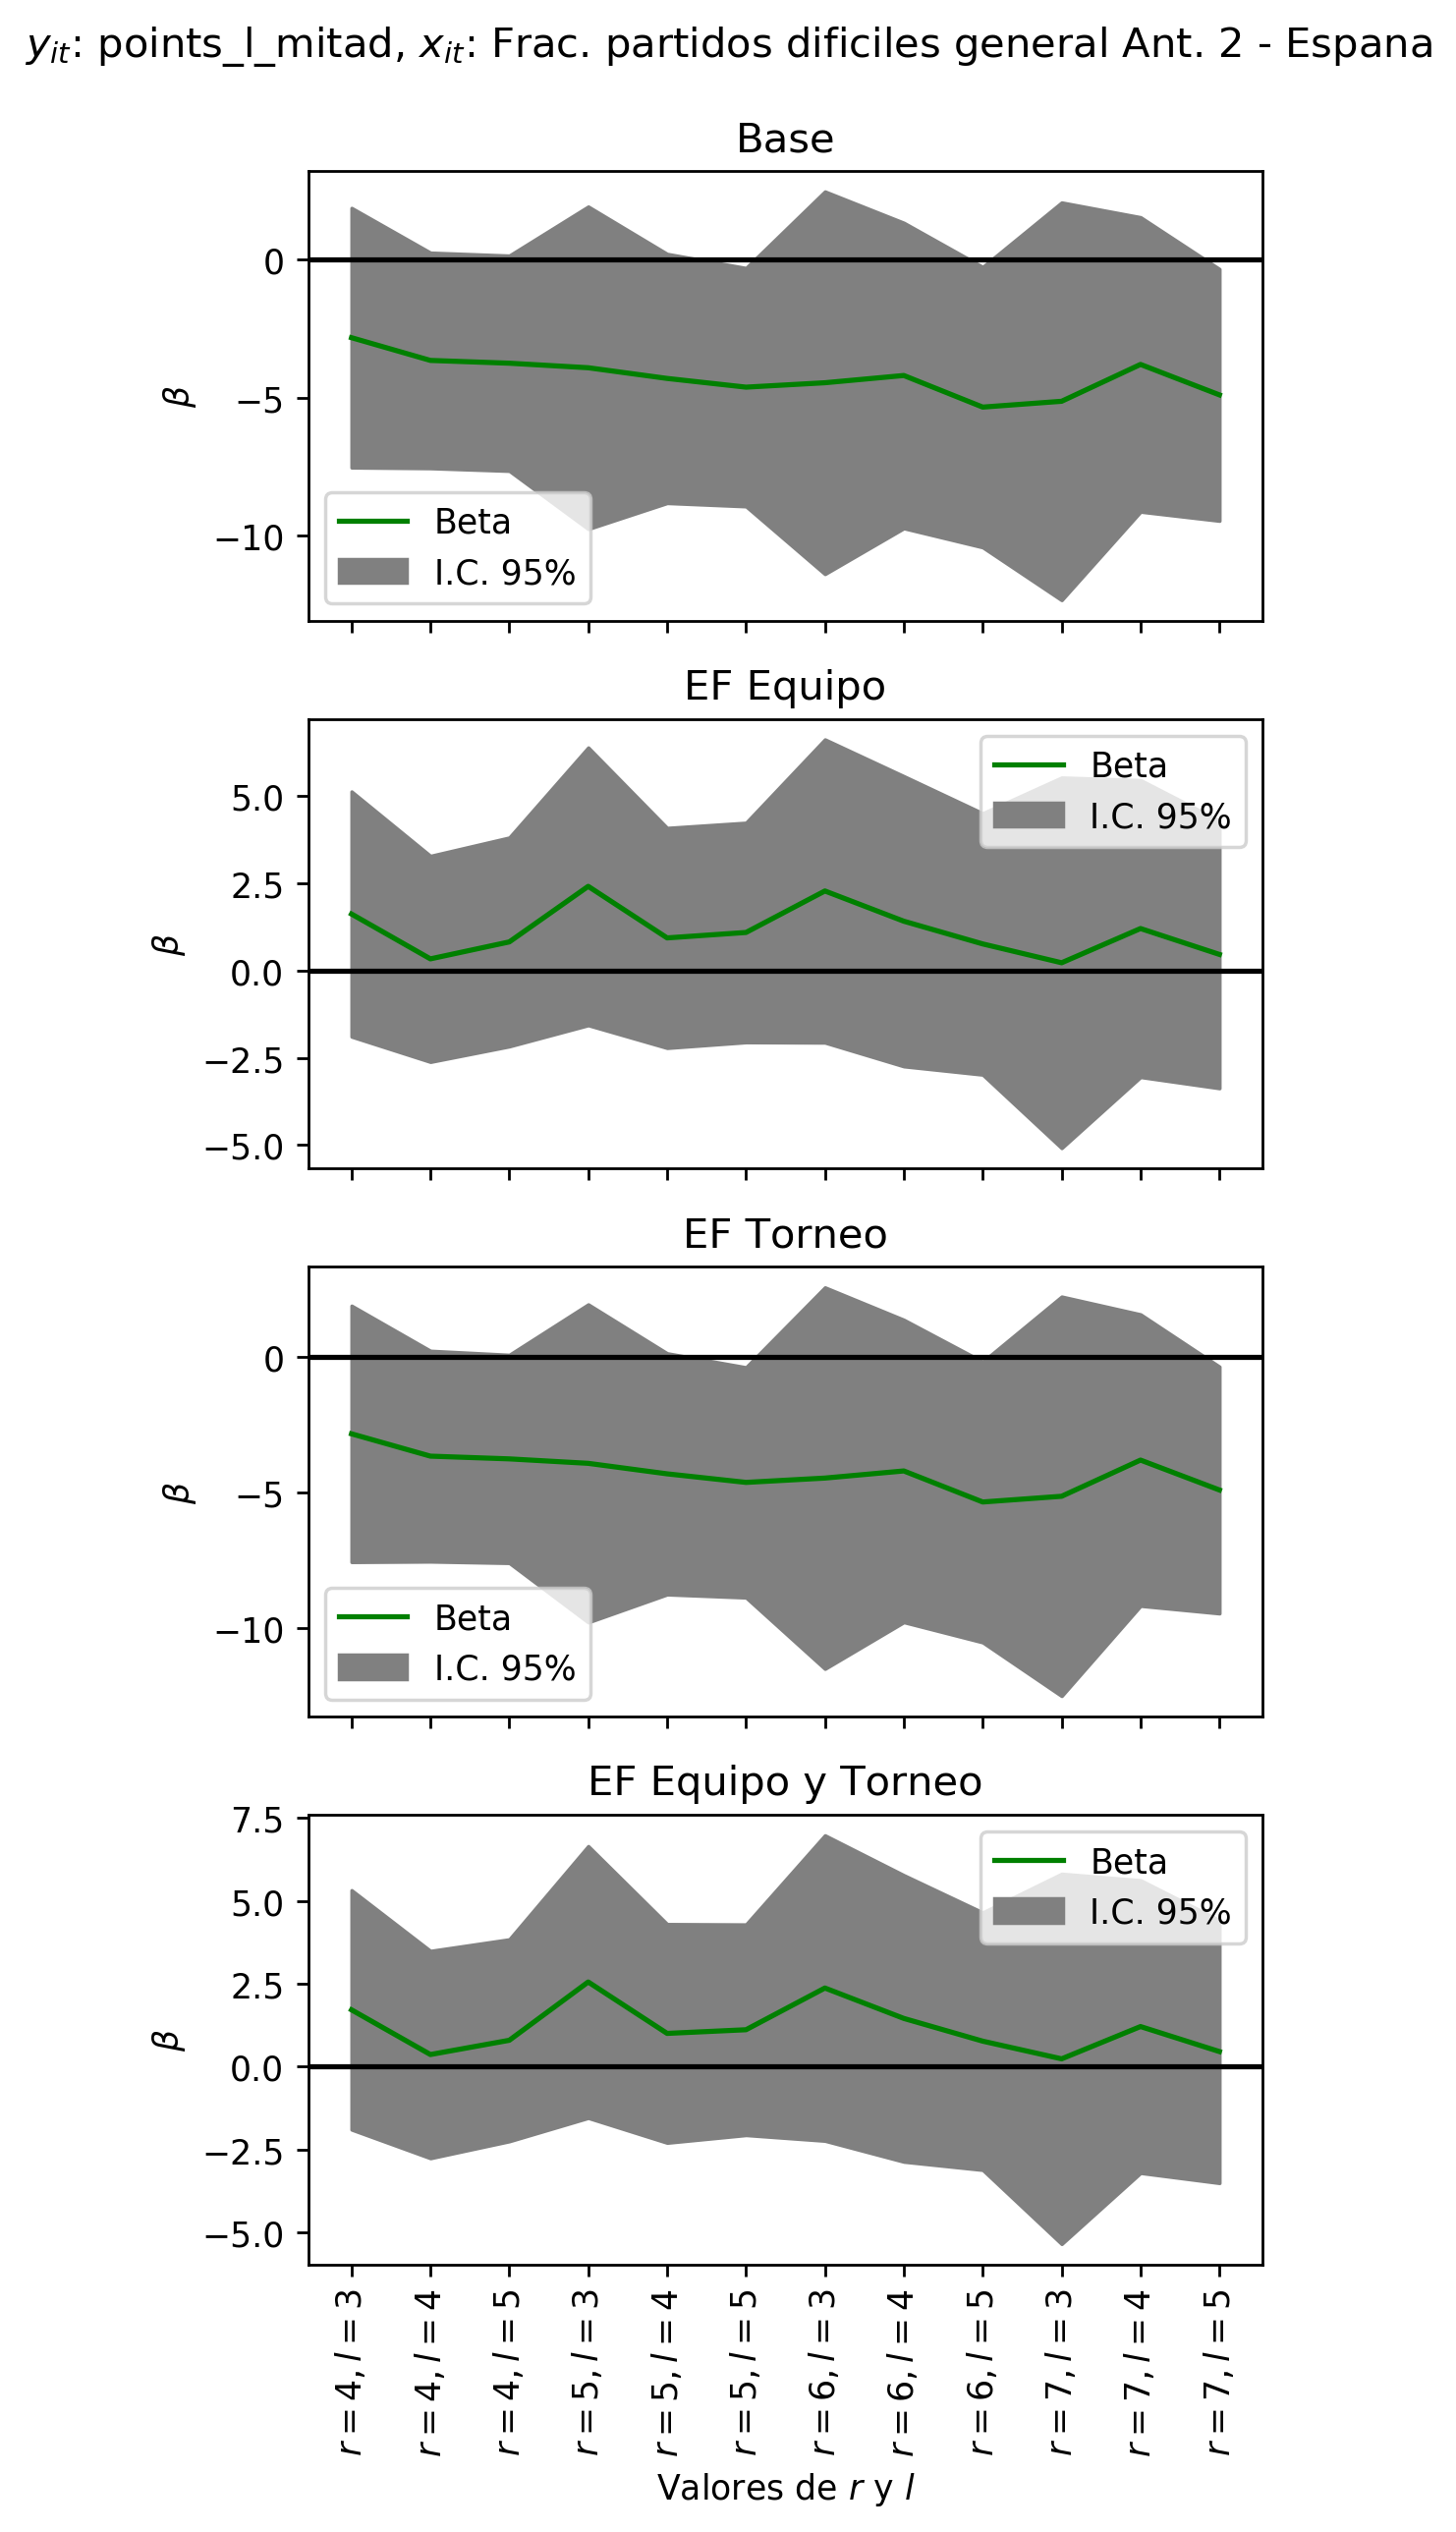 y_it: points_l_mitad, x_it: Frac. partidos dificiles general Ant. 2 - Espana
Base
0
−5
−10
β
Beta
I.C. 95%
EF Equipo
5.0
2.5
0.0
−2.5
−5.0
β
Beta
I.C. 95%
EF Torneo
0
−5
−10
β
Beta
I.C. 95%
EF Equipo y Torneo
7.5
5.0
2.5
0.0
−2.5
−5.0
β
Beta
I.C. 95%
r = 4, l = 3
r = 4, l = 4
r = 4, l = 5
r = 5, l = 3
r = 5, l = 4
r = 5, l = 5
r = 6, l = 3
r = 6, l = 4
r = 6, l = 5
r = 7, l = 3
r = 7, l = 4
r = 7, l = 5
Valores de r y l